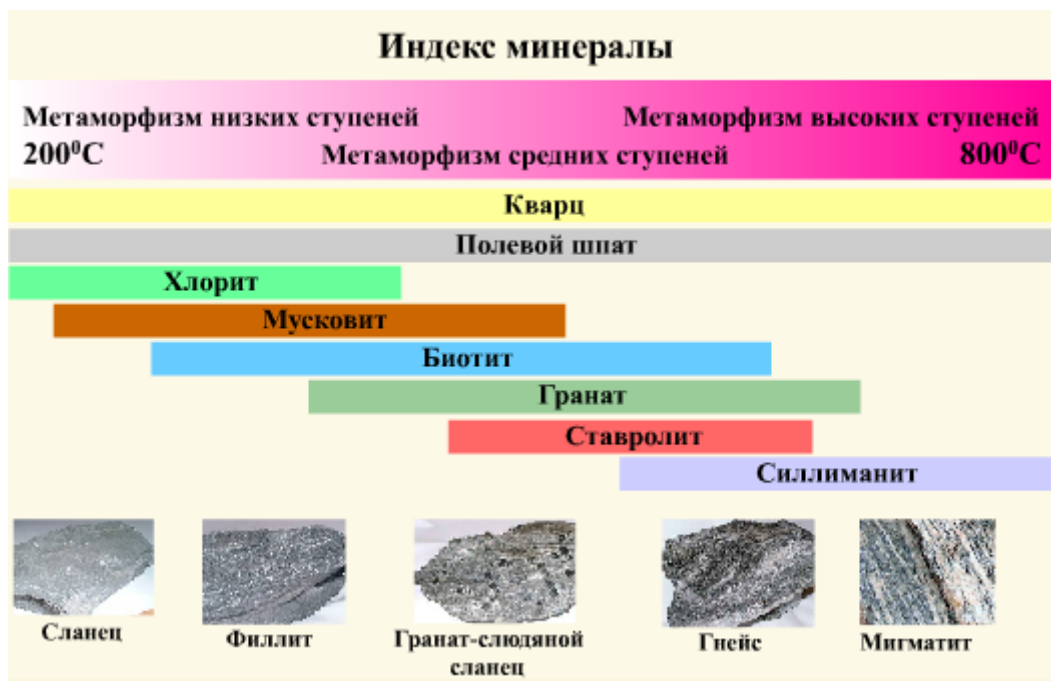 Индекс минералы
Метаморфизм низких ступеней
Метаморфизм высоких ступеней
200⁰C
Метаморфизм средних ступеней
800⁰C
Кварц
Полевой шпат
Хлорит
Мусковит
Биотит
Гранат
Ставролит
Силлиманит
Сланец
Филлит
Гранат-слюдяной
сланец
Гнейс
Мигматит